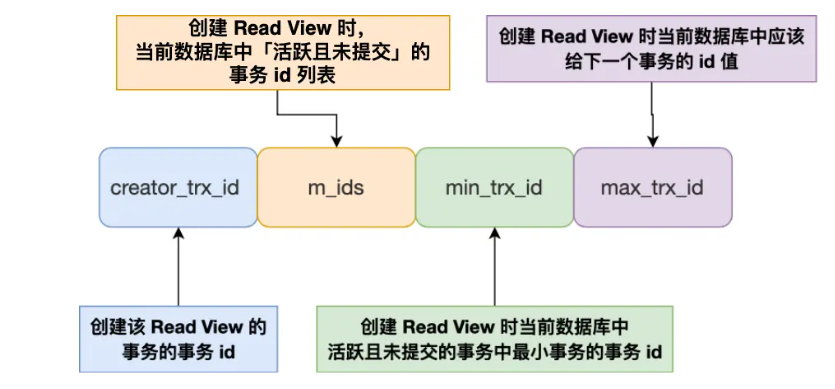 创建 Read View 时，
当前数据库中「活跃且未提交」的
事务 id 列表
创建 Read View 时当前数据库中应该
给下一个事务的 id 值
creator_trx_id
m_ids
min_trx_id
max_trx_id
创建该 Read View 的
事务的事务 id
创建 Read View 时当前数据库中
活跃且未提交的事务中最小事务的事务 id